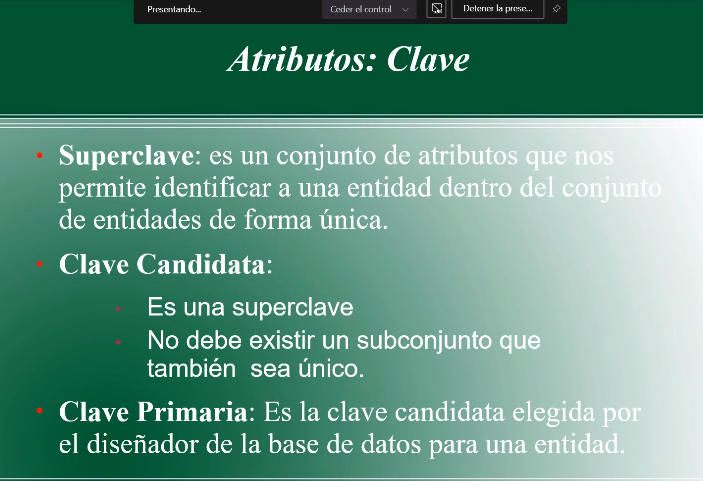 Presentando...
Ceder el control
Detener la prese...
Atributos: Clave
• Superclave: es un conjunto de atributos que nos
permite identificar a una entidad dentro del conjunto
de entidades de forma única.
• Clave Candidata:
• Es una superclave
• No debe existir un subconjunto que
también sea único.
• Clave Primaria: Es la clave candidata elegida por
el diseñador de la base de datos para una entidad.